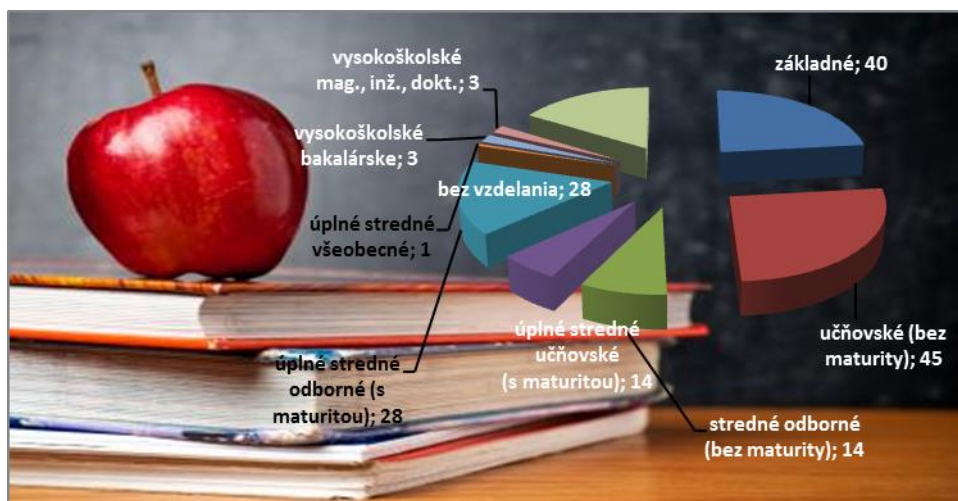 vysokoškolské
mag., inž., dokt.; 3
základné; 40
vysokoškolské
bakalárske; 3
bez vzdelania; 28
úplné stredné
všeobecné; 1
učňovské (bez
maturity); 45
úplné stredné
učňovské
(s maturitou); 14
úplné stredné
odborné (s
maturitou); 28
stredné odborné
(bez maturity); 14